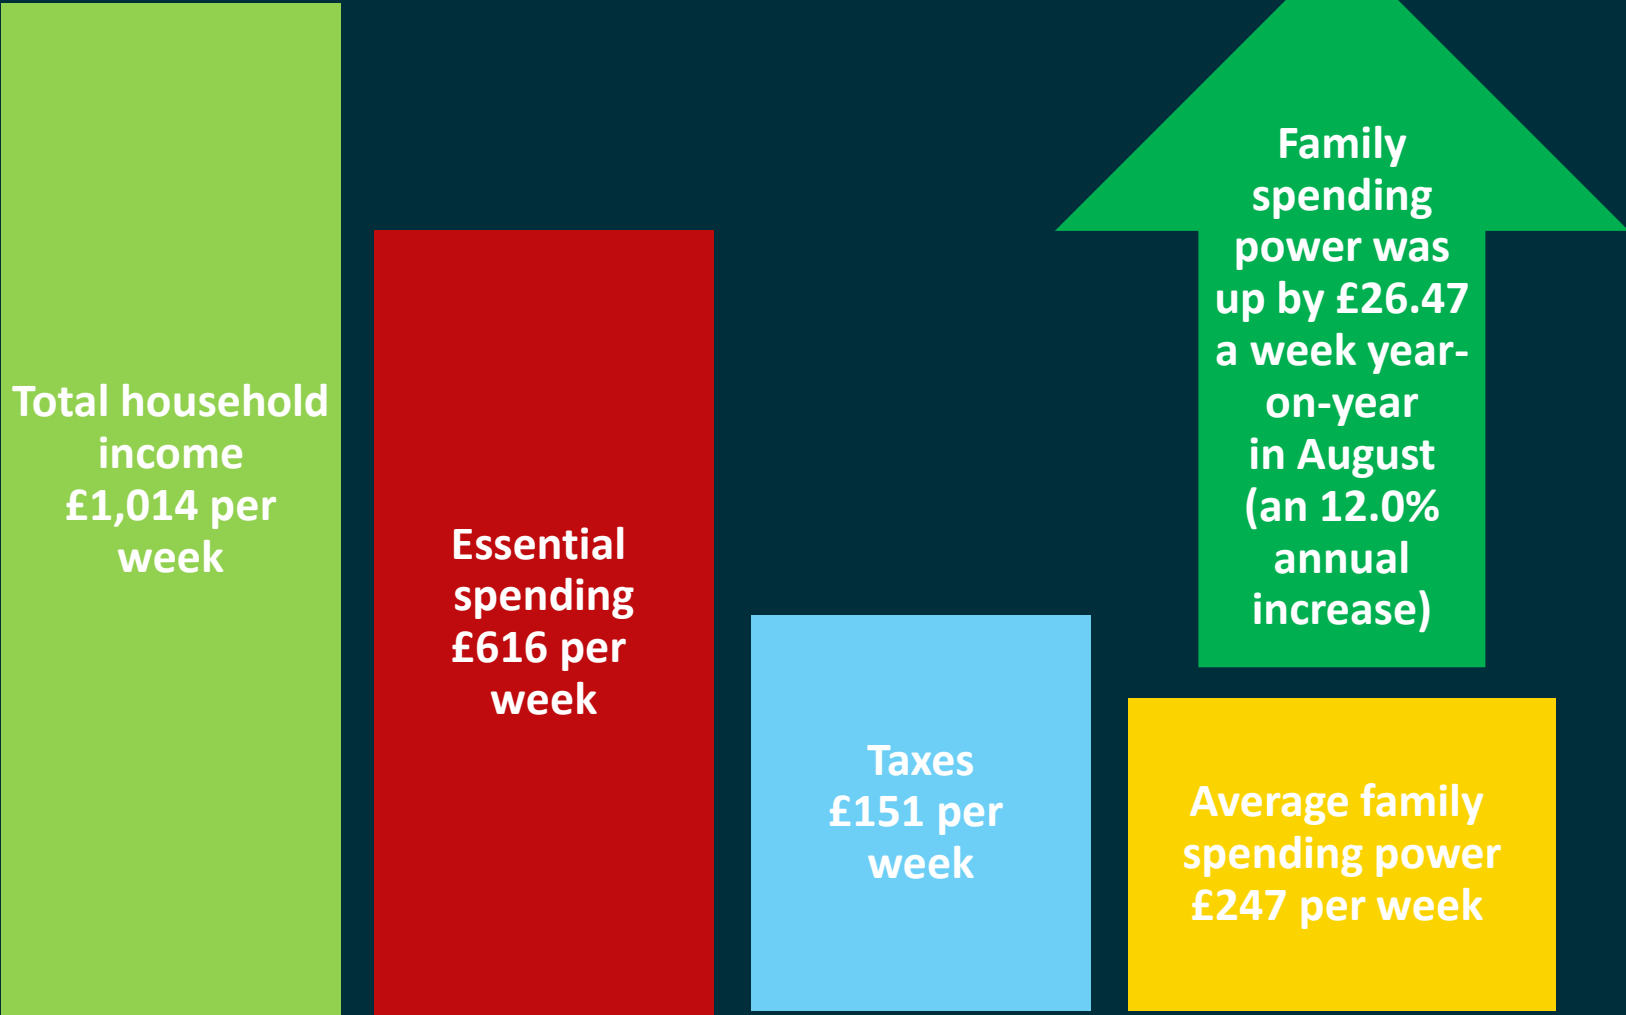 Total household
income
£1,014 per
week
Essential
spending
£616 per
week
Taxes
£151 per
week
Family
spending
power was
up by £26.47
a week year-
on-year
in August
(an 12.0%
annual
increase)
Average family
spending power
£247 per week